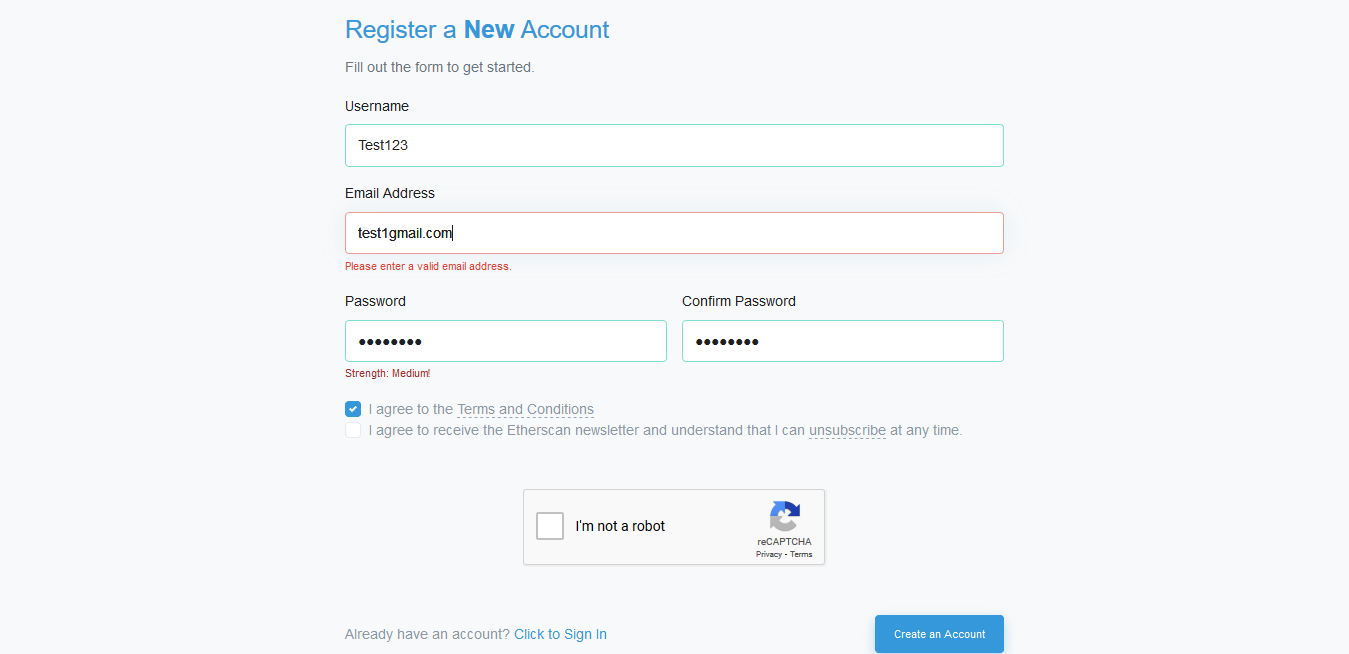 Register a New Account
Fill out the form to get started.
Username
Test123
Email Address
test1gmail.com
Please enter a valid email address.
Password Confirm Password
•••••••• ••••••••
Strength: Medium!
I agree to the Terms and Conditions
I agree to receive the Etherscan newsletter and understand that I can unsubscribe at any time.
I'm not a robot
reCAPTCHA
Privacy - Terms
Already have an account? Click to Sign In
Create an Account